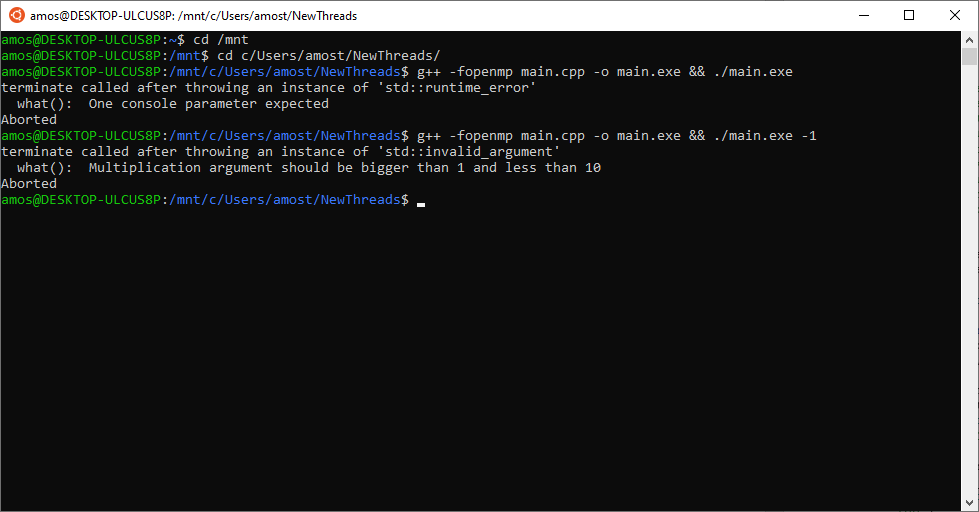 amos@DESKTOP-ULCUS8P: /mnt/c/Users/amost/NewThreads
amos@DESKTOP-ULCUS8P:~$ cd /mnt
amos@DESKTOP-ULCUS8P:/mnt$ cd c/Users/amost/NewThreads/
amos@DESKTOP-ULCUS8P:/mnt/c/Users/amost/NewThreads$ g++ -fopenmp main.cpp -o main.exe && ./main.exe
terminate called after throwing an instance of 'std::runtime_error'
  what():  One console parameter expected
Aborted
amos@DESKTOP-ULCUS8P:/mnt/c/Users/amost/NewThreads$ g++ -fopenmp main.cpp -o main.exe && ./main.exe -1
terminate called after throwing an instance of 'std::invalid_argument'
  what():  Multiplication argument should be bigger than 1 and less than 10
Aborted
amos@DESKTOP-ULCUS8P:/mnt/c/Users/amost/NewThreads$